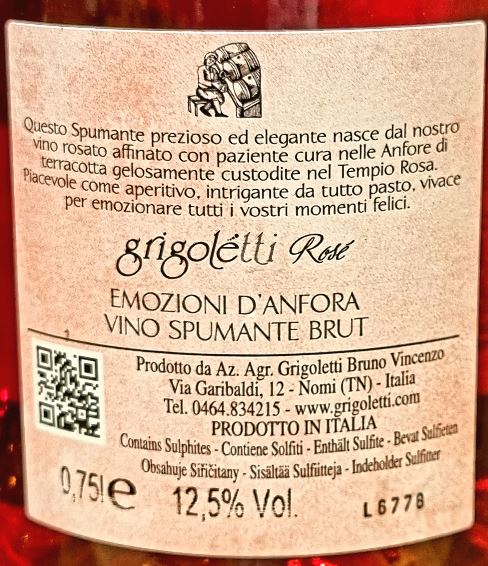 Questo Spumante prezioso ed elegante nasce dal nostro
vino rosato affinato con paziente cura nelle Anfore di
terracotta gelosamente custodite nel Tempio Rosa.
Piacevole come aperitivo, intrigante da tutto pasto, vivace
per emozionare tutti i vostri momenti felici.
grigoletti Rosé
EMOZIONI D'ANFORA
VINO SPUMANTE BRUT
Prodotto da Az. Agr. Grigoletti Bruno Vincenzo
Via Garibaldi, 12 - Nomi (TN) - Italia
Tel. 0464.834215 - www.grigoletti.com
PRODOTTO IN ITALIA
Contains Sulphites - Contiene Solfiti - Enthält Sulfite - Bevat Sulfieten
Obsahuje Siřičitany - Sisältää Sulfiitteja - Indeholder Sulfitter
0,75l e 12,5% Vol. L6778